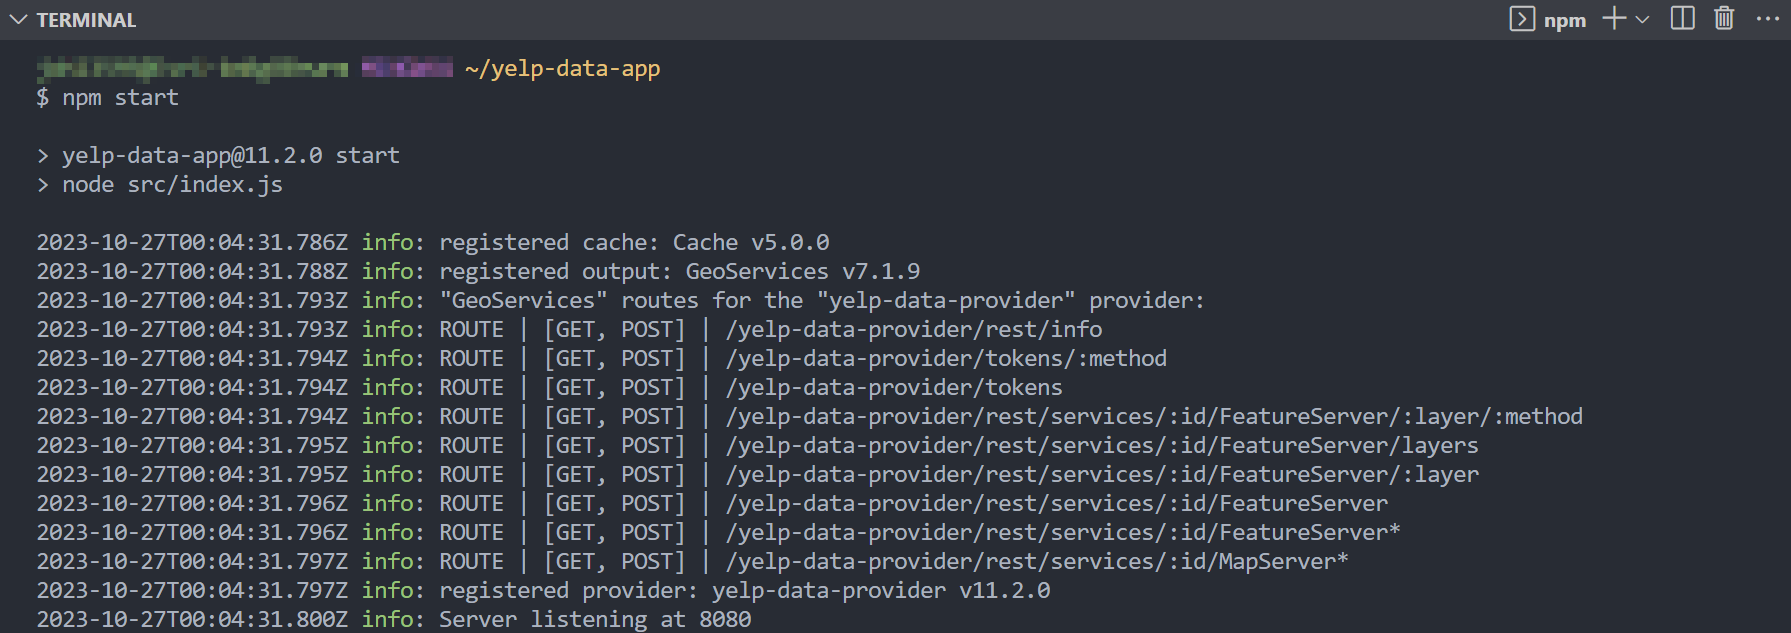 TERMINAL
npm
~/yelp-data-app
$ npm start
> yelp-data-app@11.2.0 start
> node src/index.js
2023-10-27T00:04:31.786Z info: registered cache: Cache v5.0.0
2023-10-27T00:04:31.788Z info: registered output: GeoServices v7.1.9
2023-10-27T00:04:31.793Z info: "GeoServices" routes for the "yelp-data-provider" provider:
2023-10-27T00:04:31.793Z info: ROUTE | [GET, POST] | /yelp-data-provider/rest/info
2023-10-27T00:04:31.794Z info: ROUTE | [GET, POST] | /yelp-data-provider/tokens/:method
2023-10-27T00:04:31.794Z info: ROUTE | [GET, POST] | /yelp-data-provider/tokens
2023-10-27T00:04:31.794Z info: ROUTE | [GET, POST] | /yelp-data-provider/rest/services/:id/FeatureServer/:layer/:method
2023-10-27T00:04:31.795Z info: ROUTE | [GET, POST] | /yelp-data-provider/rest/services/:id/FeatureServer/layers
2023-10-27T00:04:31.795Z info: ROUTE | [GET, POST] | /yelp-data-provider/rest/services/:id/FeatureServer/:layer
2023-10-27T00:04:31.796Z info: ROUTE | [GET, POST] | /yelp-data-provider/rest/services/:id/FeatureServer
2023-10-27T00:04:31.796Z info: ROUTE | [GET, POST] | /yelp-data-provider/rest/services/:id/FeatureServer*
2023-10-27T00:04:31.797Z info: ROUTE | [GET, POST] | /yelp-data-provider/rest/services/:id/MapServer*
2023-10-27T00:04:31.797Z info: registered provider: yelp-data-provider v11.2.0
2023-10-27T00:04:31.800Z info: Server listening at 8080